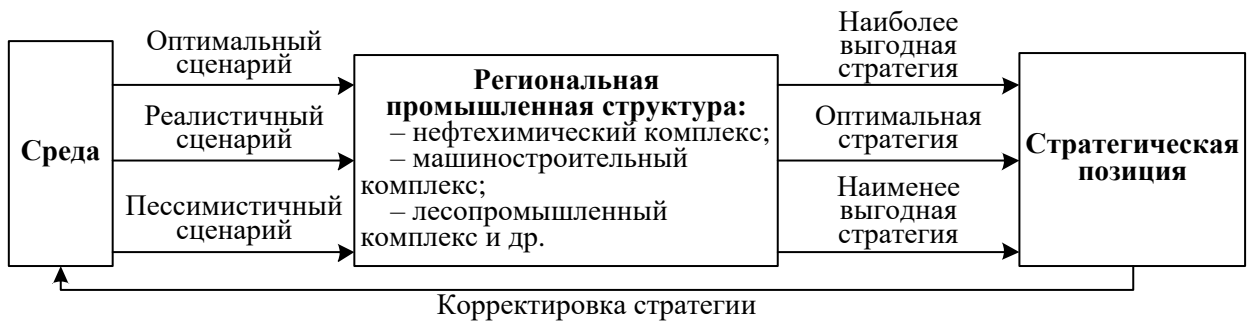 Среда
Оптимальный
сценарий
Реалистичный
сценарий
Пессимистичный
сценарий
Региональная
промышленная структура:
– нефтехимический комплекс;
– машиностроительный
комплекс;
– лесопромышленный
комплекс и др.
Наиболее
выгодная
стратегия
Оптимальная
стратегия
Наименее
выгодная
стратегия
Стратегическая
позиция
Корректировка стратегии